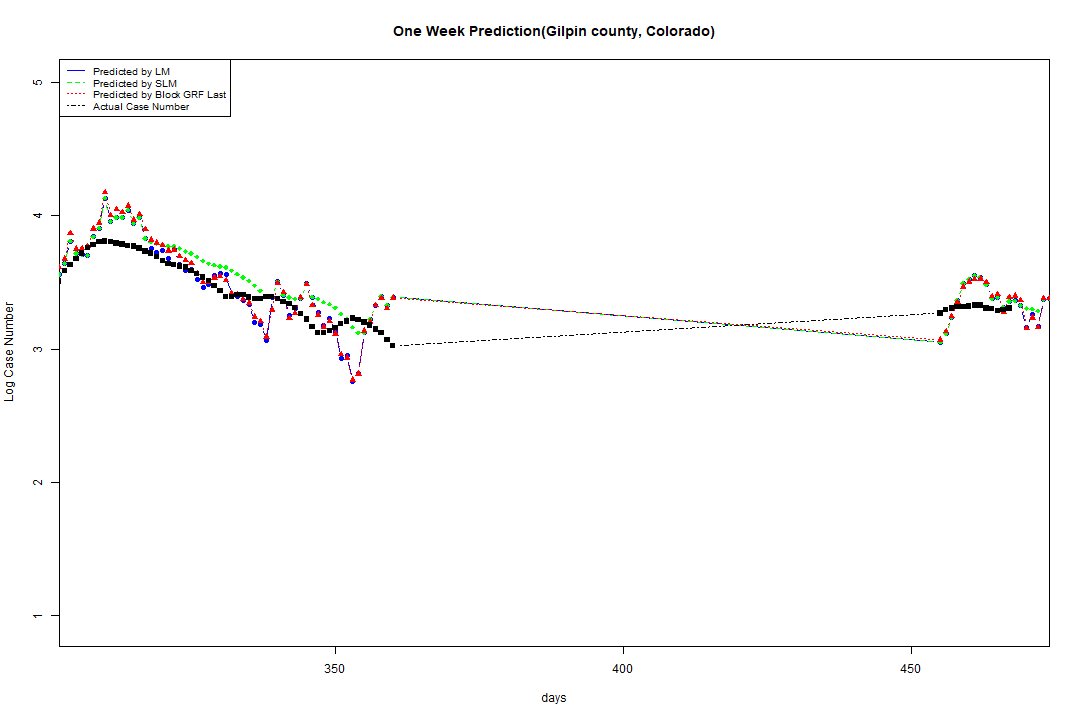 One Week Prediction(Gilpin county, Colorado)
Predicted by LM
Predicted by SLM
Predicted by Block GRF Last
Actual Case Number
5
4
3
2
1
Log Case Number
350
400
450
days